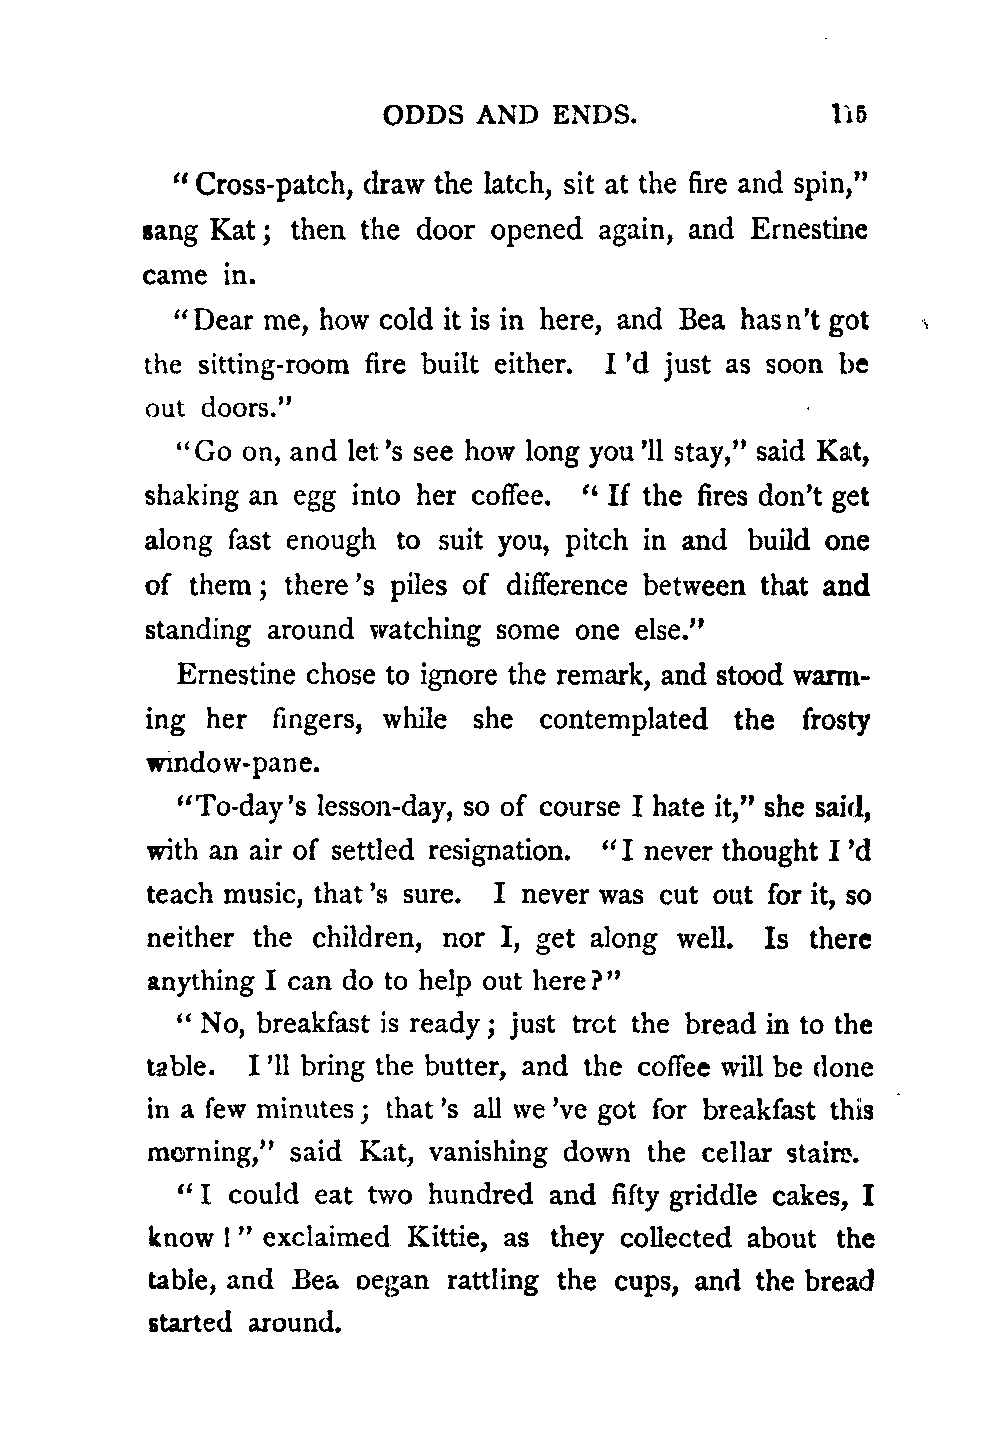 ODDS AND ENDS. 115
"Cross-patch, draw the latch, sit at the fire and spin,"
sang Kat; then the door opened again, and Ernestine
came in.
"Dear me, how cold it is in here, and Bea hasn't got
the sitting-room fire built either. I'd just as soon be
out doors."
"Go on, and let's see how long you'll stay," said Kat,
shaking an egg into her coffee. "If the fires don't get
along fast enough to suit you, pitch in and build one
of them; there's piles of difference between that and
standing around watching some one else."
Ernestine chose to ignore the remark, and stood warm-
ing her fingers, while she contemplated the frosty
window-pane.
"To-day's lesson-day, so of course I hate it," she said,
with an air of settled resignation. "I never thought I'd
teach music, that's sure. I never was cut out for it, so
neither the children, nor I, get along well. Is there
anything I can do to help out here?"
"No, breakfast is ready; just trot the bread in to the
table. I'll bring the butter, and the coffee will be done
in a few minutes; that's all we've got for breakfast this
morning," said Kat, vanishing down the cellar stairs.
"I could eat two hundred and fifty griddle cakes, I
know!" exclaimed Kittie, as they collected about the
table, and Bea began rattling the cups, and the bread
started around.